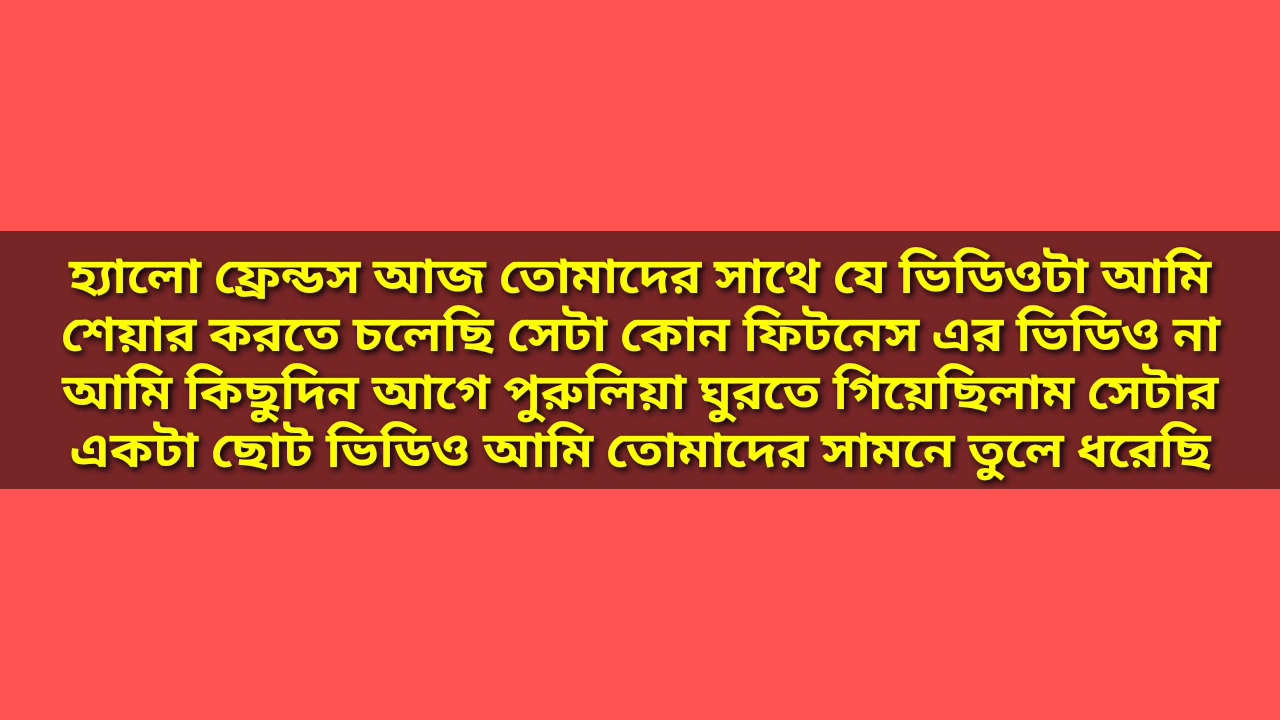 হ্যালো ফ্রেন্ডস আজ তোমাদের সাথে যে ভিডিওটা আমি
শেয়ার করতে চলেছি সেটা কোন ফিটনেস এর ভিডিও না
আমি কিছুদিন আগে পুরুলিয়া ঘুরতে গিয়েছিলাম সেটার
একটা ছোট ভিডিও আমি তোমাদের সামনে তুলে ধরেছি